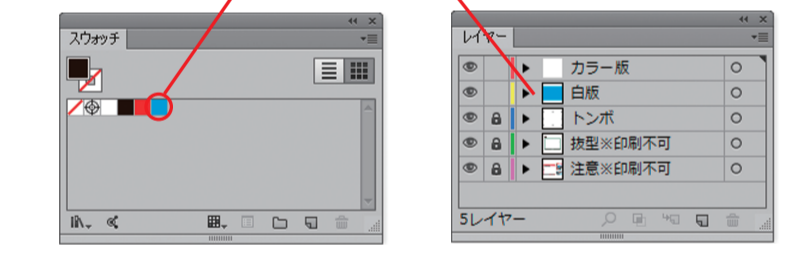 スウォッチ
レイヤー
カラー版
白版
トンボ
抜型※印刷不可
注意※印刷不可
5レイヤー